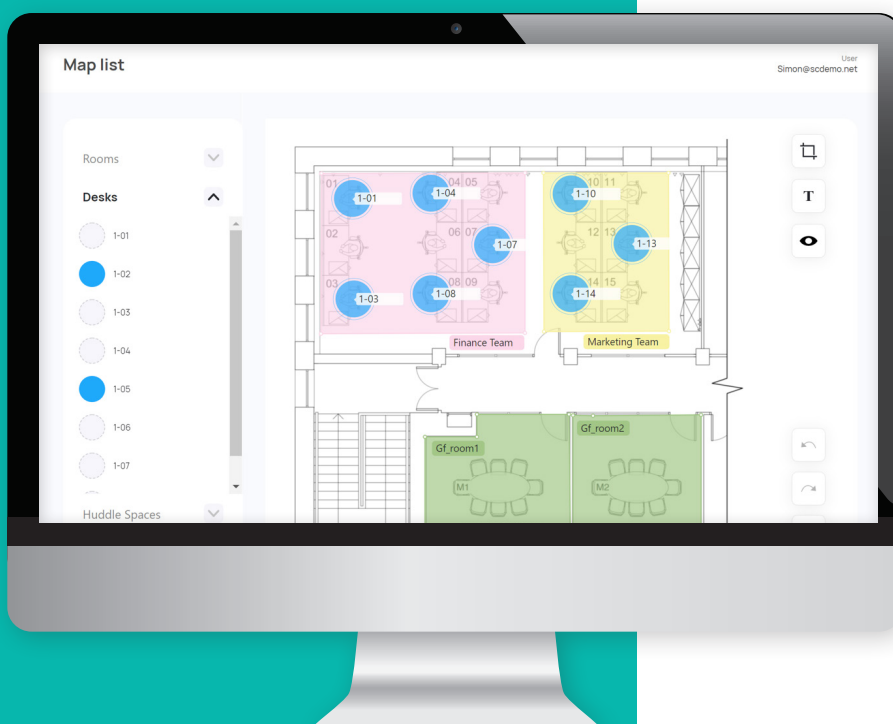 Map list
User
Simon@scdemo.net
Rooms
Desks
1-01
1-02
1-03
1-04
1-05
1-06
1-07
Huddle Spaces
T
01
1-01
04 05
1-04
10 11
1-10
02
06 07
1-07
12 13
1-13
03
1-03
08 09
1-08
14 15
1-14
Finance Team
Marketing Team
Gf_room1
Gf_room2
M1
M2